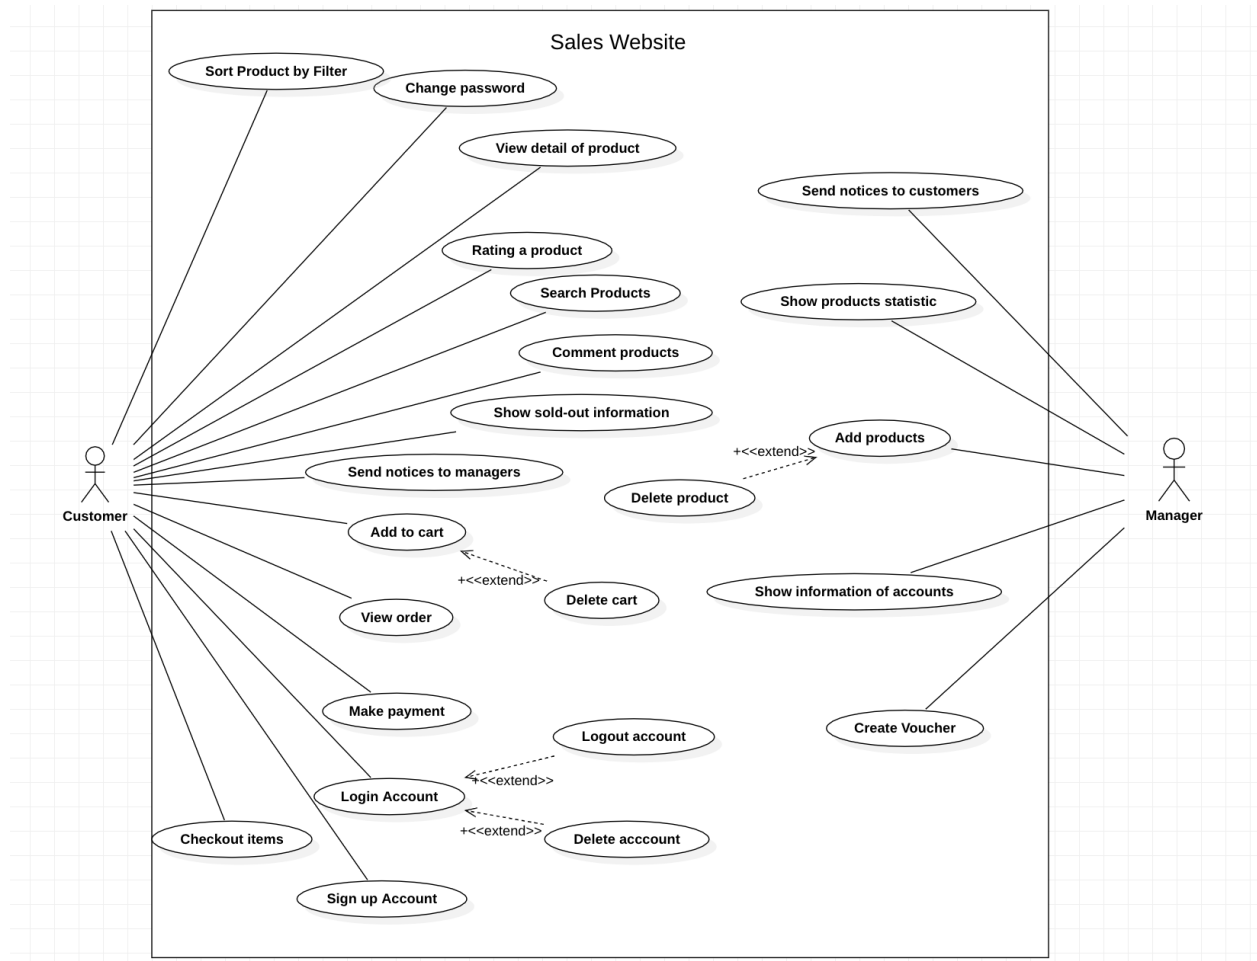 Sales Website
Sort Product by Filter
Change password
View detail of product
Send notices to customers
Rating a product
Search Products
Show products statistic
Comment products
Show sold-out information
Add products
+<<extend>>
Send notices to managers
Delete product
Customer
Manager
Add to cart
+<<extend>>
Delete cart
Show information of accounts
View order
Make payment
Create Voucher
Logout account
+<<extend>>
Login Account
+<<extend>>
Checkout items
Delete acccount
Sign up Account